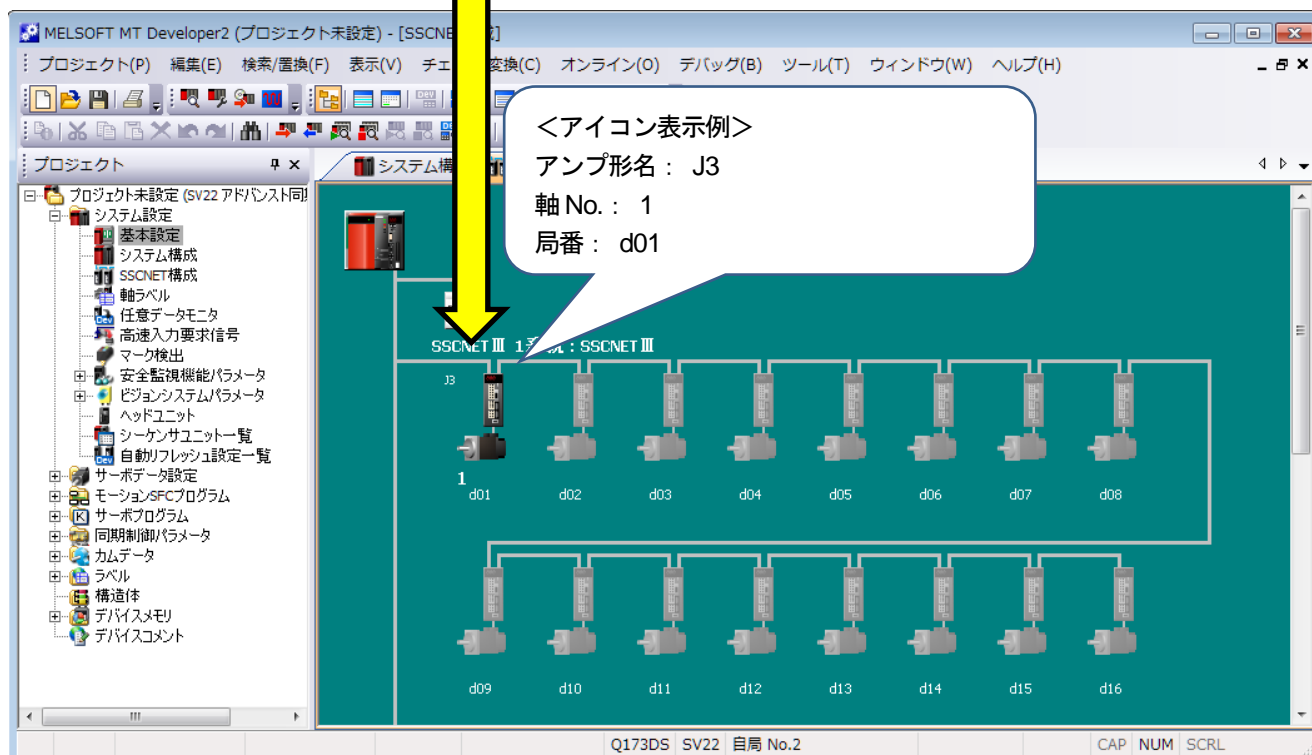 MELSOFT MT Developer2 (プロジェクト未設定) - [SSCNE
プロジェクト(P) 編集(E) 検索/置換(F) 表示(V) チェ 変換(C) オンライン(O) デバッグ(B) ツール(T) ウィンドウ(W) ヘルプ(H)
プロジェクト
システム構
<アイコン表示例>
アンプ形名: J3
軸No.: 1
局番: d01
プロジェクト未設定 (SV22 アドバンスト同
システム設定
基本設定
システム構成
SSCNET構成
軸ラベル
任意データモニタ
高速入力要求信号
マーク検出
安全監視機能パラメータ
ビジョンシステムパラメータ
ヘッドユニット
シーケンサユニット一覧
自動リフレッシュ設定一覧
サーボデータ設定
モーションSFCプログラム
サーボプログラム
同期制御パラメータ
カムデータ
ラベル
構造体
デバイスメモリ
デバイスコメント
SSCNETⅢ 1系統:SSCNETⅢ
J3
1
d01 d02 d03 d04 d05 d06 d07 d08
d09 d10 d11 d12 d13 d14 d15 d16
Q173DS SV22 自局 No.2 CAP NUM SCRL